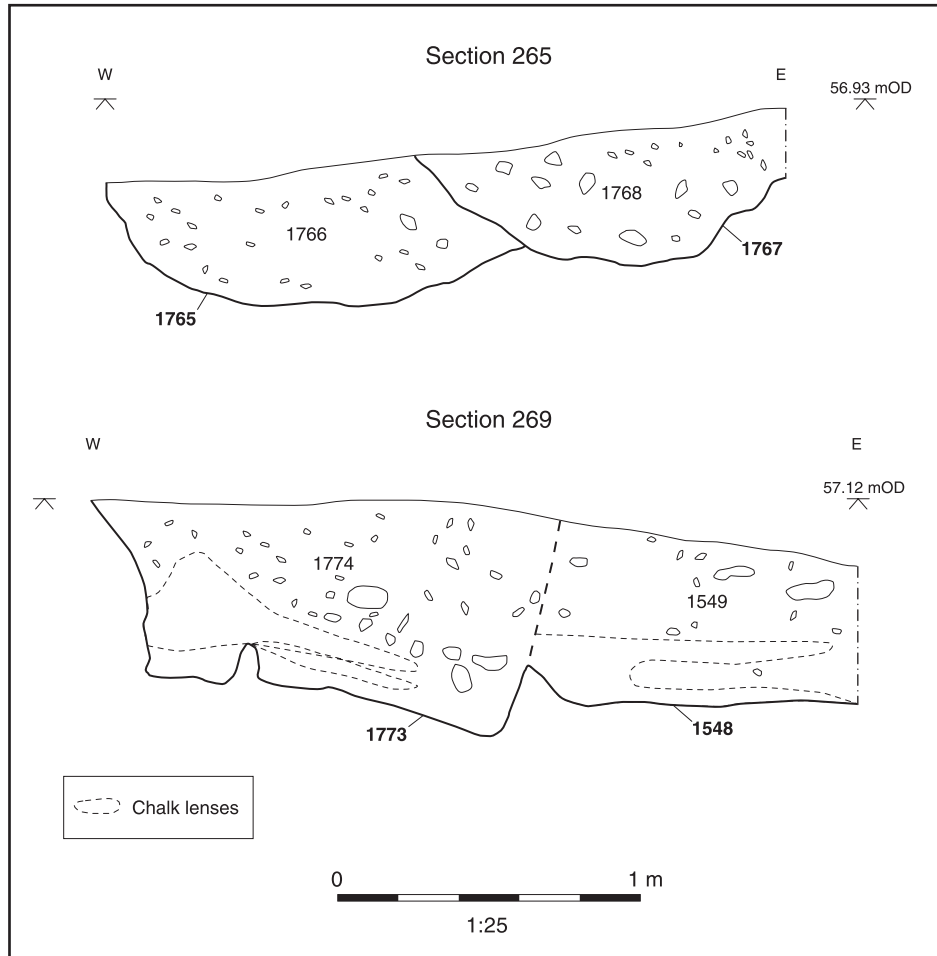 Section 265
W
E
56.93 mOD
1768
1766
1767
1765
Section 269
W
E
57.12 mOD
1774
1549
1773
1548
Chalk lenses
0
1 m
1:25